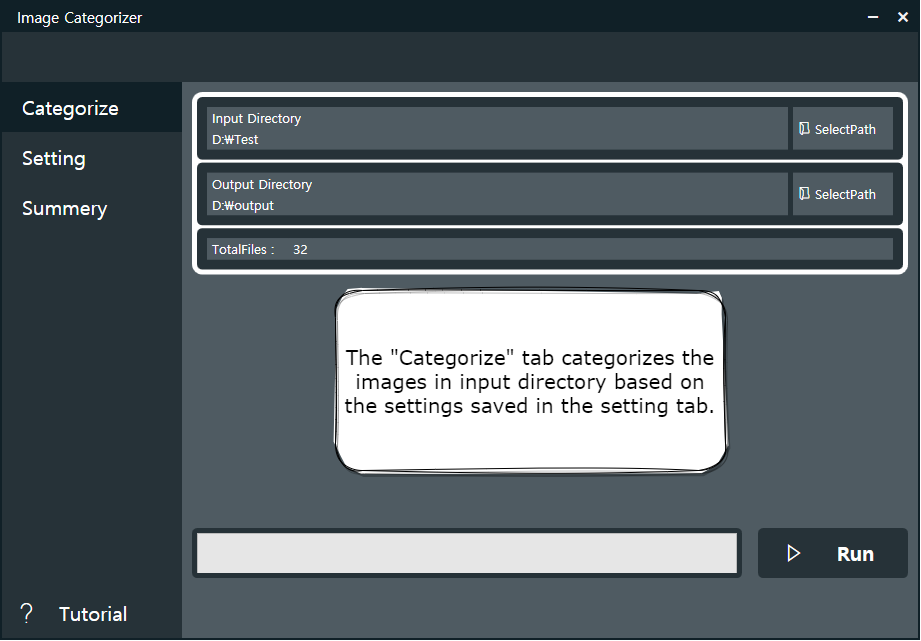 Image Categorizer
Categorize
Setting
Summery
Input Directory
D:₩Test
SelectPath
Output Directory
D:₩output
SelectPath
TotalFiles : 32
The "Categorize" tab categorizes the
images in input directory based on
the settings saved in the setting tab.
Run
? Tutorial